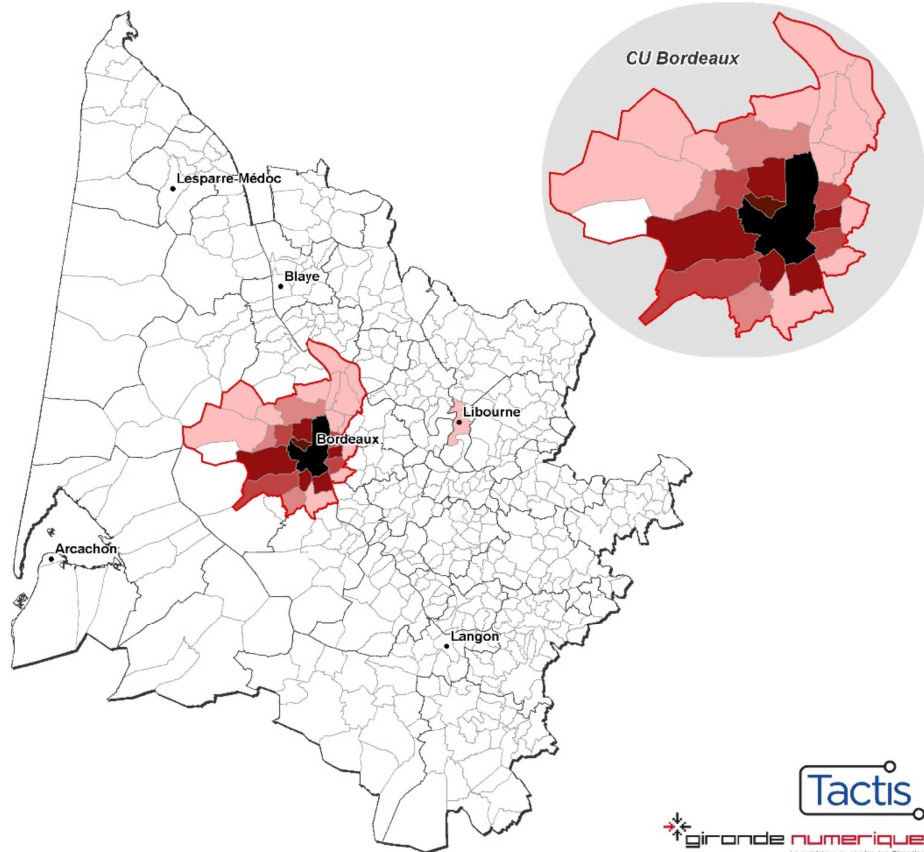 CU Bordeaux
Lesparre-Médoc
Blaye
Libourne
Bordeaux
Arcachon
Langon
Tactis
gironde numerique